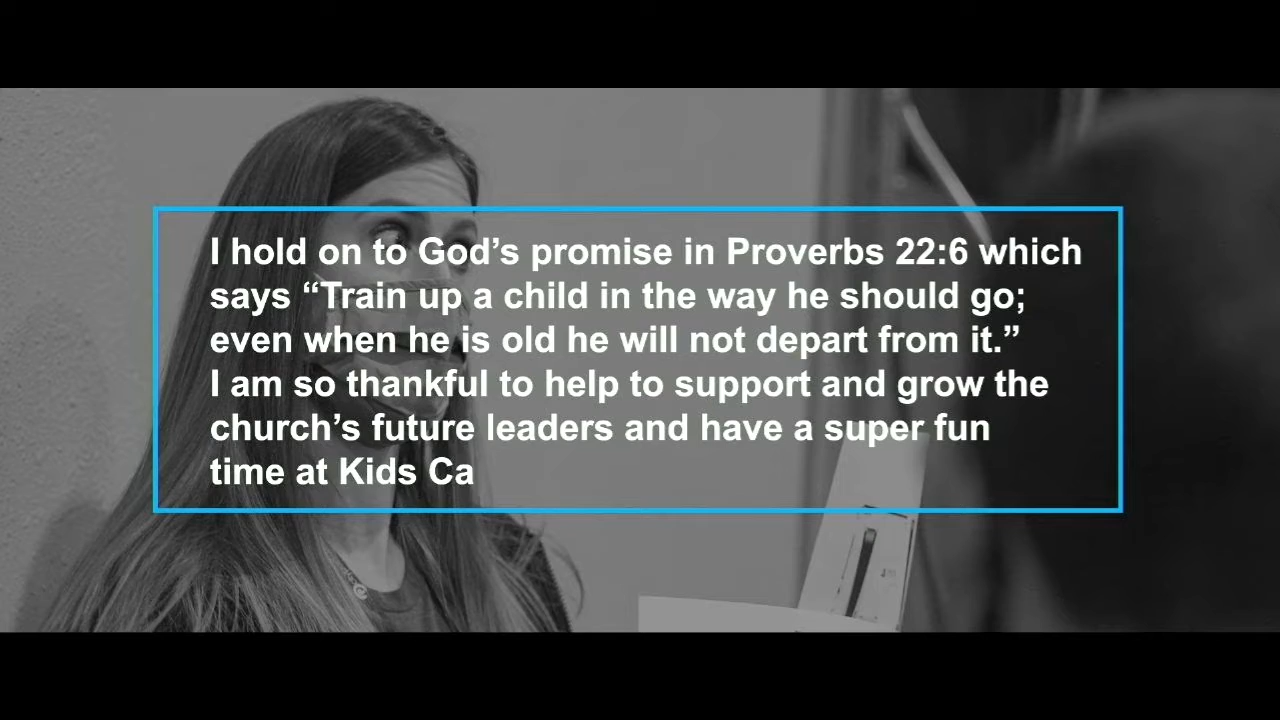 I hold on to God’s promise in Proverbs 22:6 which
says “Train up a child in the way he should go;
even when he is old he will not depart from it.”
I am so thankful to help to support and grow the
church’s future leaders and have a super fun
time at Kids Ca